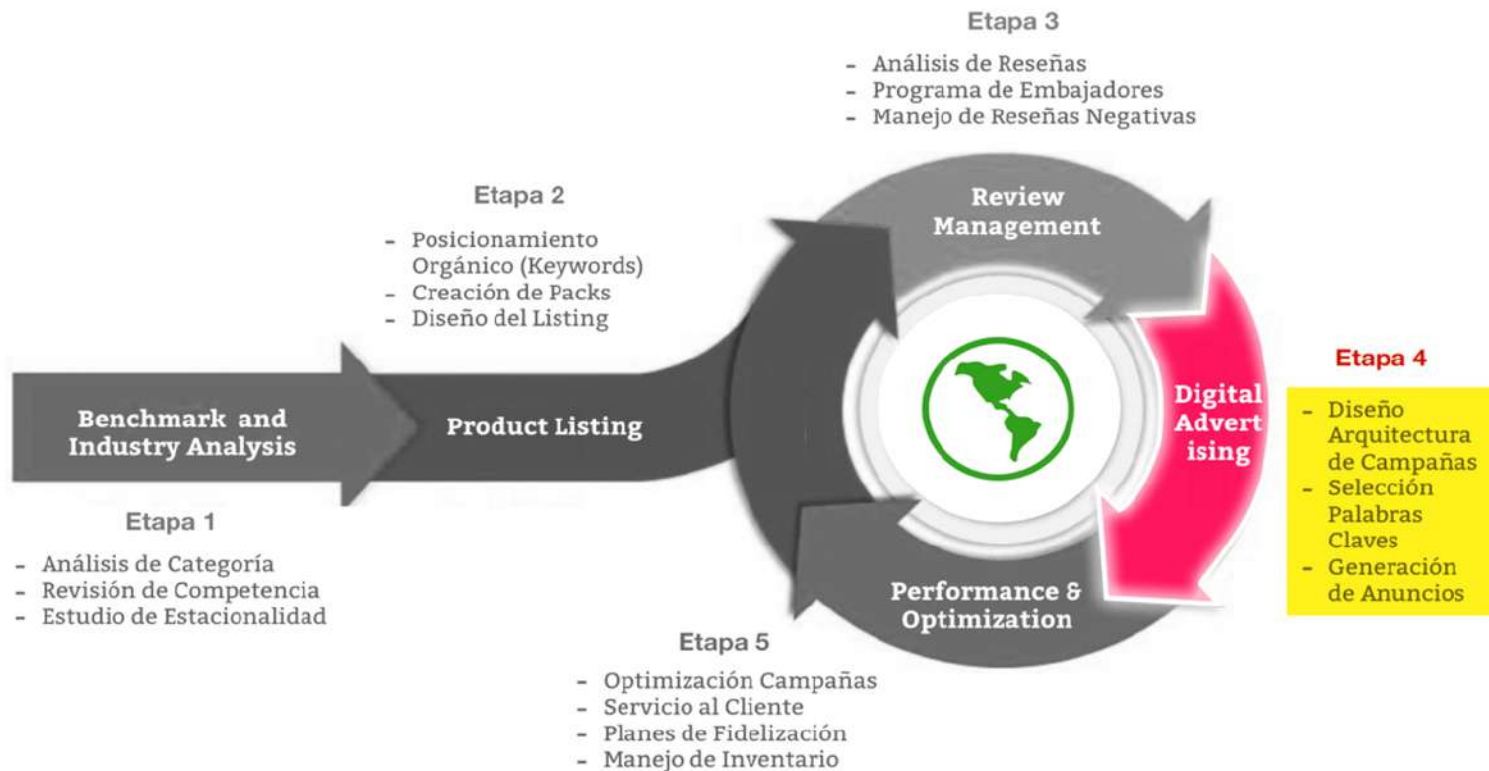 Etapa 3
- Análisis de Reseñas
- Programa de Embajadores
- Manejo de Reseñas Negativas
Etapa 2
- Posicionamiento
Orgánico (Keywords)
- Creación de Packs
- Diseño del Listing
Review
Management
Benchmark and
Industry Analysis
Product Listing
Digital
Advert
ising
Etapa 4
- Diseño
Arquitectura
de Campañas
- Selección
Palabras
Claves
- Generación
de Anuncios
Etapa 1
- Análisis de Categoría
- Revisión de Competencia
- Estudio de Estacionalidad
Performance &
Optimization
Etapa 5
- Optimización Campañas
- Servicio al Cliente
- Planes de Fidelización
- Manejo de Inventario